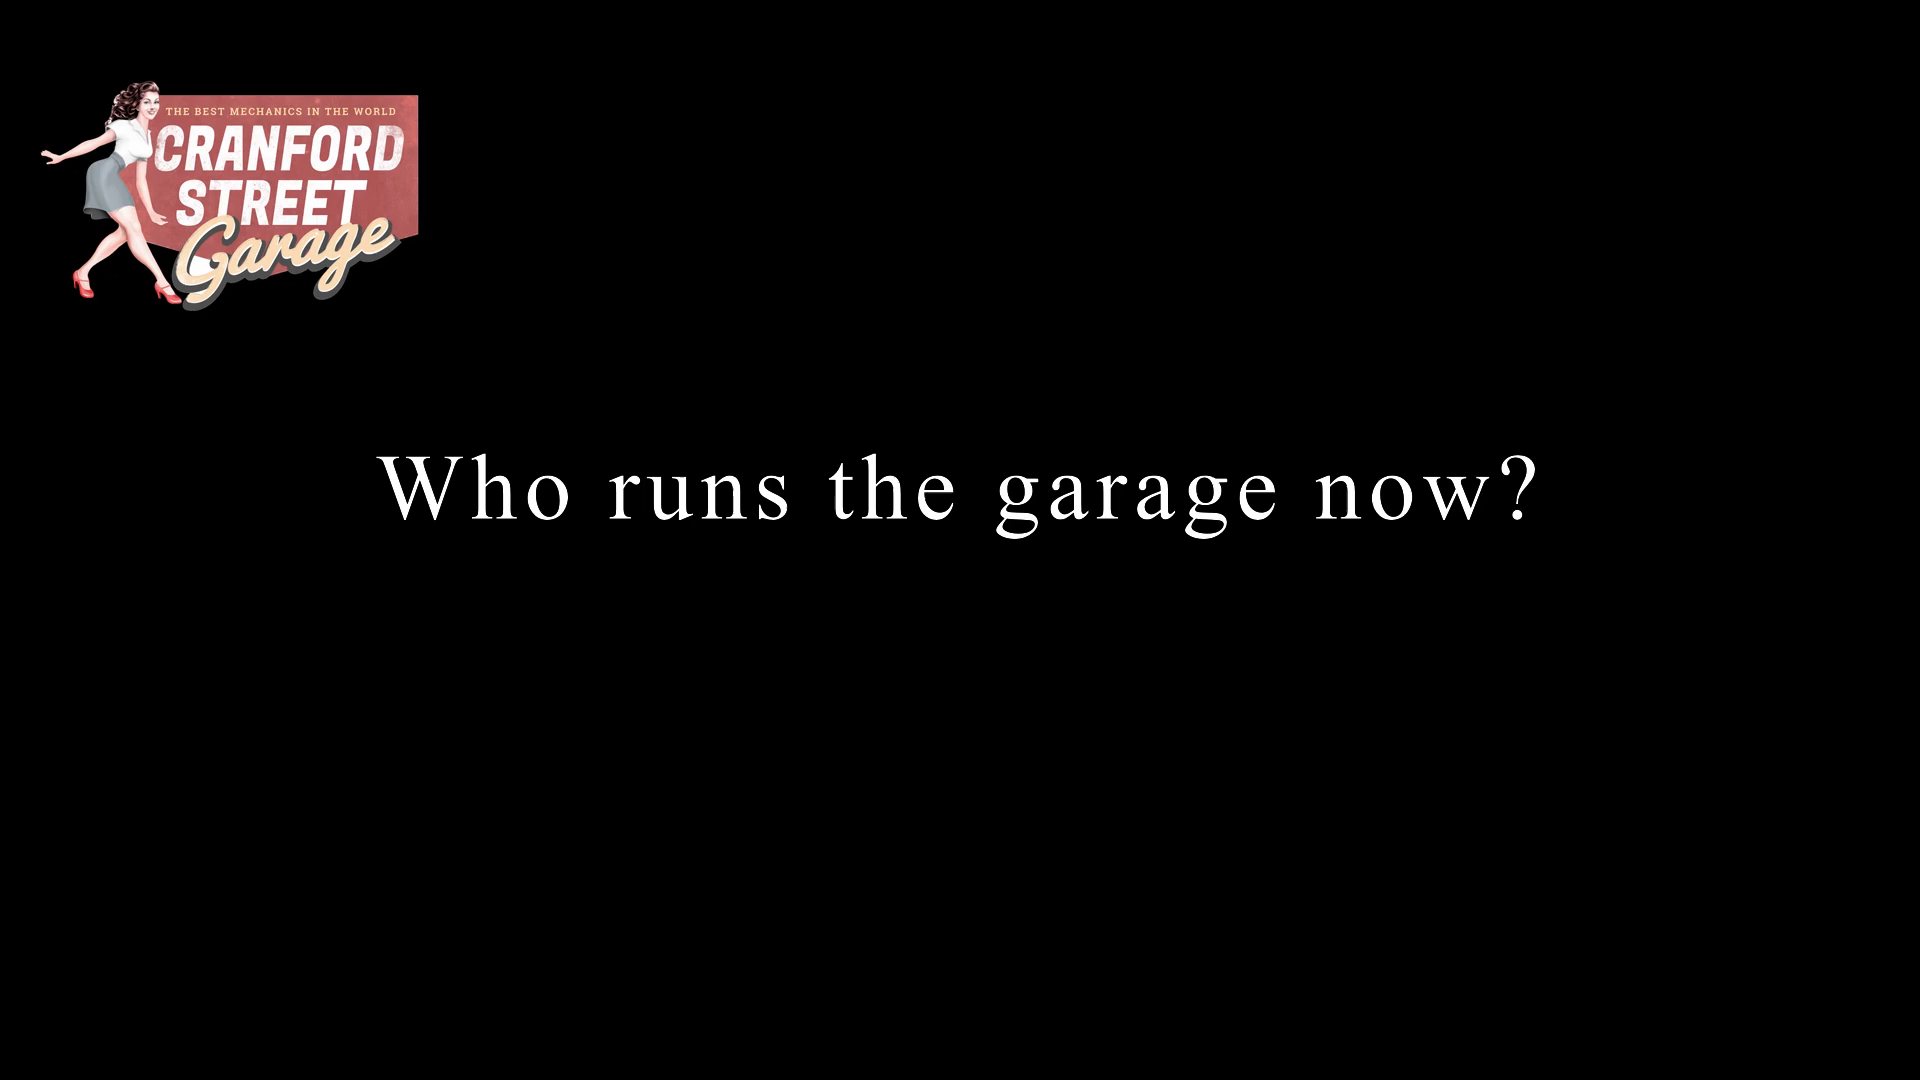 THE BEST MECHANICS IN THE WORLD
CRANFORD
STREET
Garage
Who runs the garage now?